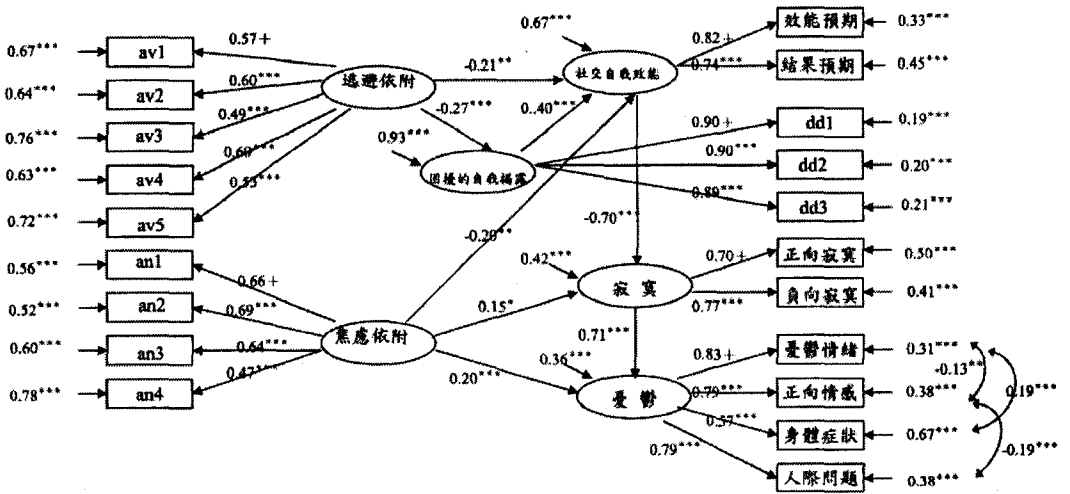 0.67*** av1 0.57+
0.64*** av2 0.60***
0.76*** av3 0.49***
0.63*** av4 0.60***
0.72*** av5 0.53***
0.56*** an1 0.66+
0.52*** an2 0.69***
0.60*** an3 0.64***
0.78*** an4 0.47***
逃避依附
焦慮依附
-0.21**
-0.27***
0.93***
困擾的自我揭露
0..40***
0.67***
社交自我效能
-0.20**
-0.70***
0.15*
0.20***
0.42***
寂寞
0.71***
0.36***
憂鬱
0.82+ 效能預期 0.33***
0.74*** 結果預期 0.45***
0.90+ dd1 0.19***
0.90*** dd2 0.20***
0.89*** dd3 0.21***
0.70+ 正向寂寞 0.50***
0.77*** 負向寂寞 0.41***
0.83+ 憂鬱情緒 0.31***
0.79*** 正向情感 0.38***
0.57*** 身體症狀 0.67***
0.79*** 人際問題 0.38***
-0.13**
0.19***
-0.19***